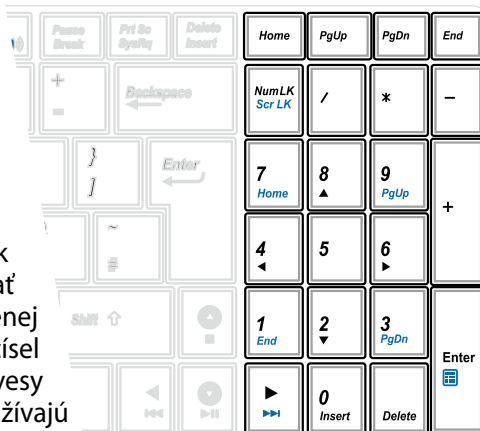 Pause Prt Sc Delete Home PgUp PgDn End
Break SysRq Insert
+ Backspace NumLK / * –
= Scr LK
} Enter 7 8 9 +
] Home PgUp
~ 4 5 6
#
k
ať
enej
ísel
vesy
žívajú
Shift 1 2 3 Enter
End PgDn
0
Insert Delete